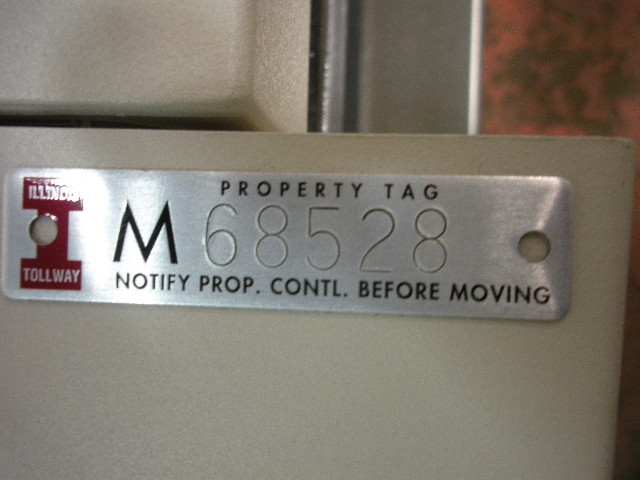 ILLINOIS
TOLLWAY
PROPERTY TAG
M 68528
NOTIFY PROP. CONTL. BEFORE MOVING